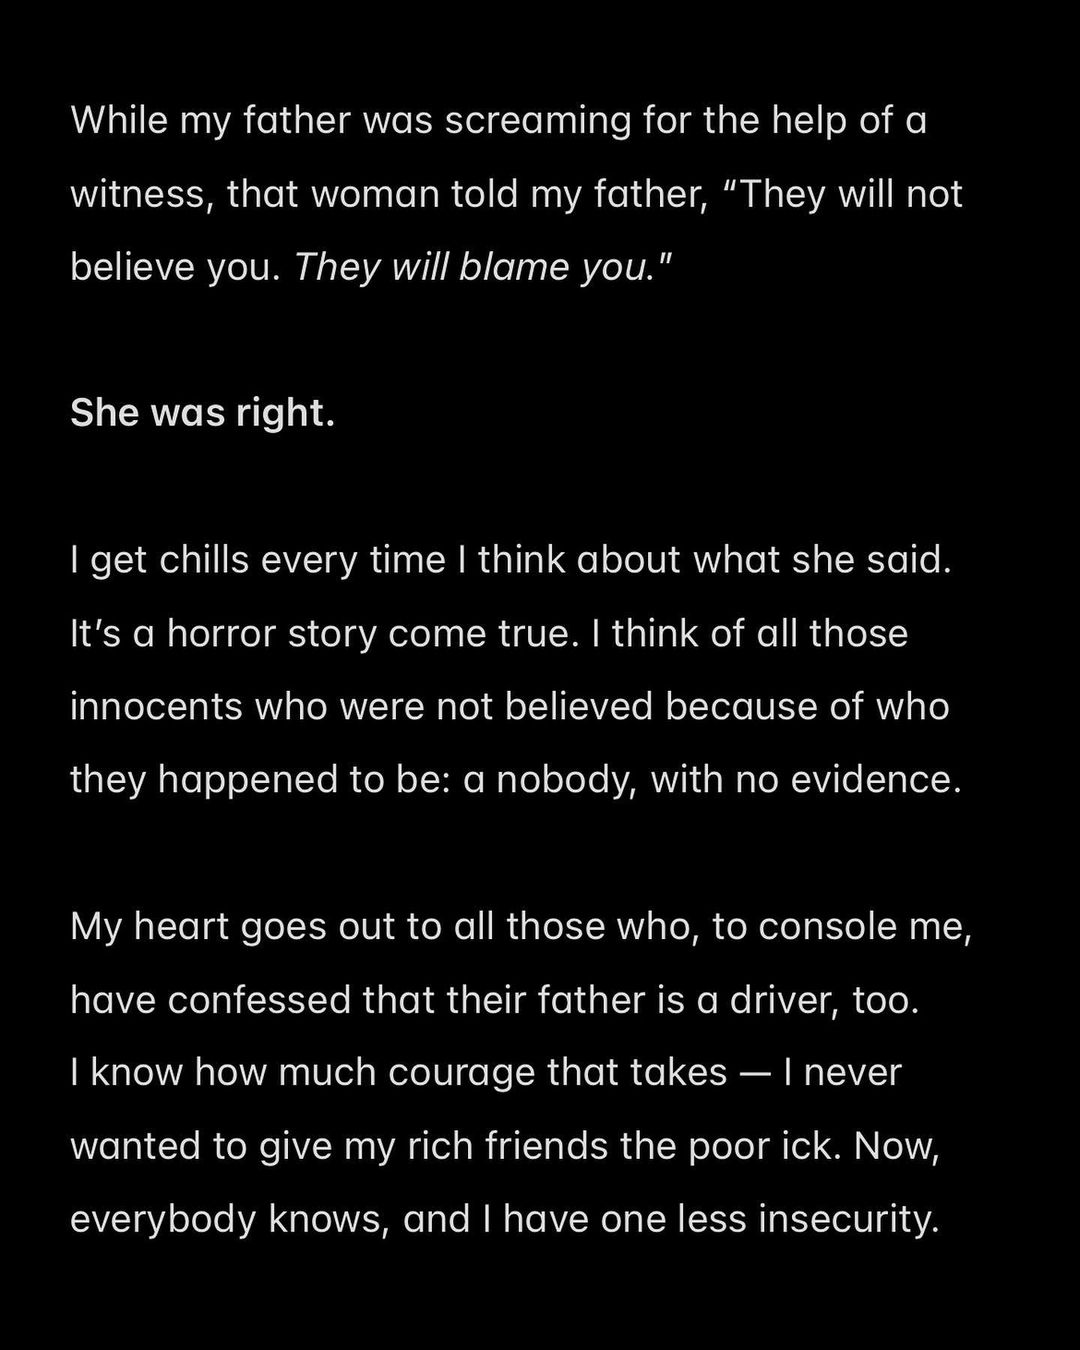 While my father was screaming for the help of a
witness, that woman told my father, “They will not
believe you. They will blame you."
She was right.
I get chills every time I think about what she said.
It’s a horror story come true. I think of all those
innocents who were not believed because of who
they happened to be: a nobody, with no evidence.
My heart goes out to all those who, to console me,
have confessed that their father is a driver, too.
I know how much courage that takes — I never
wanted to give my rich friends the poor ick. Now,
everybody knows, and I have one less insecurity.